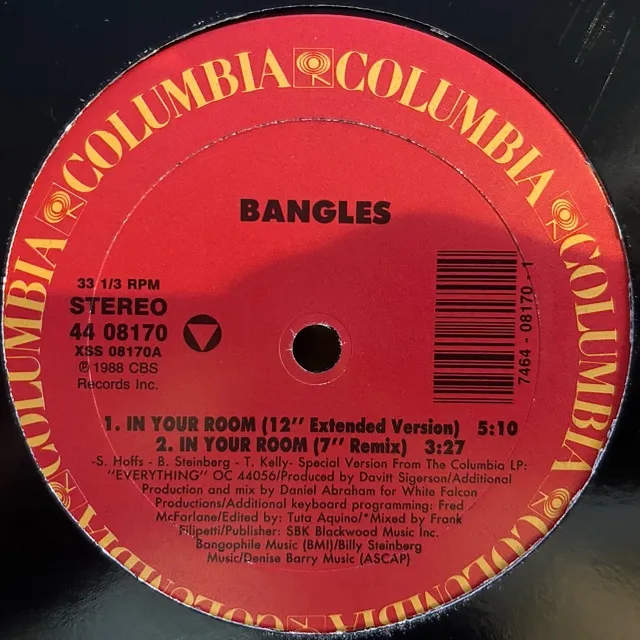 COLUMBIA COLUMBIA COLUMBIA COLUMBIA COLUMBIA COLUMBIA
BANGLES
33 1/3 RPM
STEREO
44 08170
XSS 08170A
℗ 1988 CBS
Records Inc.
7464 - 08170 - 1
1. IN YOUR ROOM (12'' Extended Version) 5:10
2. IN YOUR ROOM (7'' Remix) 3:27
-S. Hoffs - B. Steinberg - T. Kelly- Special Version From The Columbia LP:
''EVERYTHING'' OC 44056/Produced by Davitt Sigerson/Additional
Production and mix by Daniel Abraham for White Falcon
Productions/Additional keyboard programming: Fred
McFarlane/Edited by: Tuta Aquino/*Mixed by Frank
Filipetti/Publisher: SBK Blackwood Music Inc.
Bangophile Music (BMI)/Billy Steinberg
Music/Denise Barry Music (ASCAP)